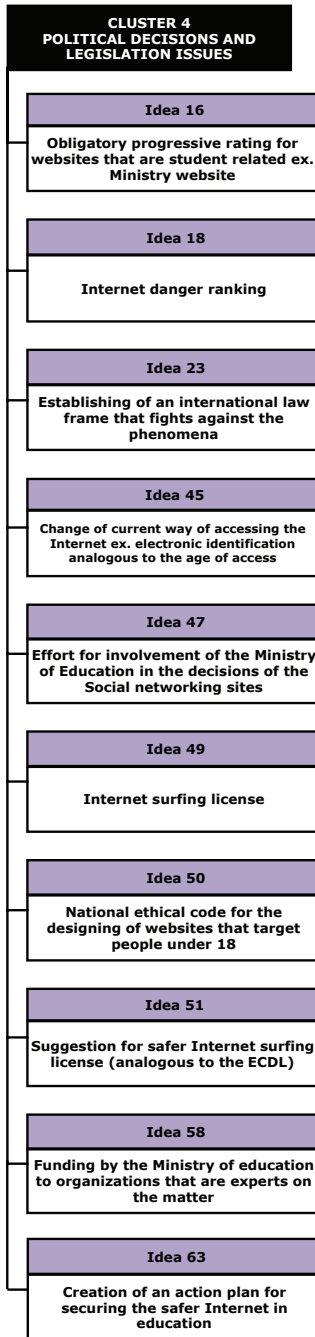 CLUSTER 4
POLITICAL DECISIONS AND
LEGISLATION ISSUES
Idea 16
Obligatory progressive rating for
websites that are student related ex.
Ministry website
Idea 18
Internet danger ranking
Idea 23
Establishing of an international law
frame that fights against the
phenomena
Idea 45
Change of current way of accessing the
Internet ex. electronic identification
analogous to the age of access
Idea 47
Effort for involvement of the Ministry
of Education in the decisions of the
Social networking sites
Idea 49
Internet surfing license
Idea 50
National ethical code for the
designing of websites that target
people under 18
Idea 51
Suggestion for safer Internet surfing
license (analogous to the ECDL)
Idea 58
Funding by the Ministry of education
to organizations that are experts on
the matter
Idea 63
Creation of an action plan for
securing the safer Internet in
education